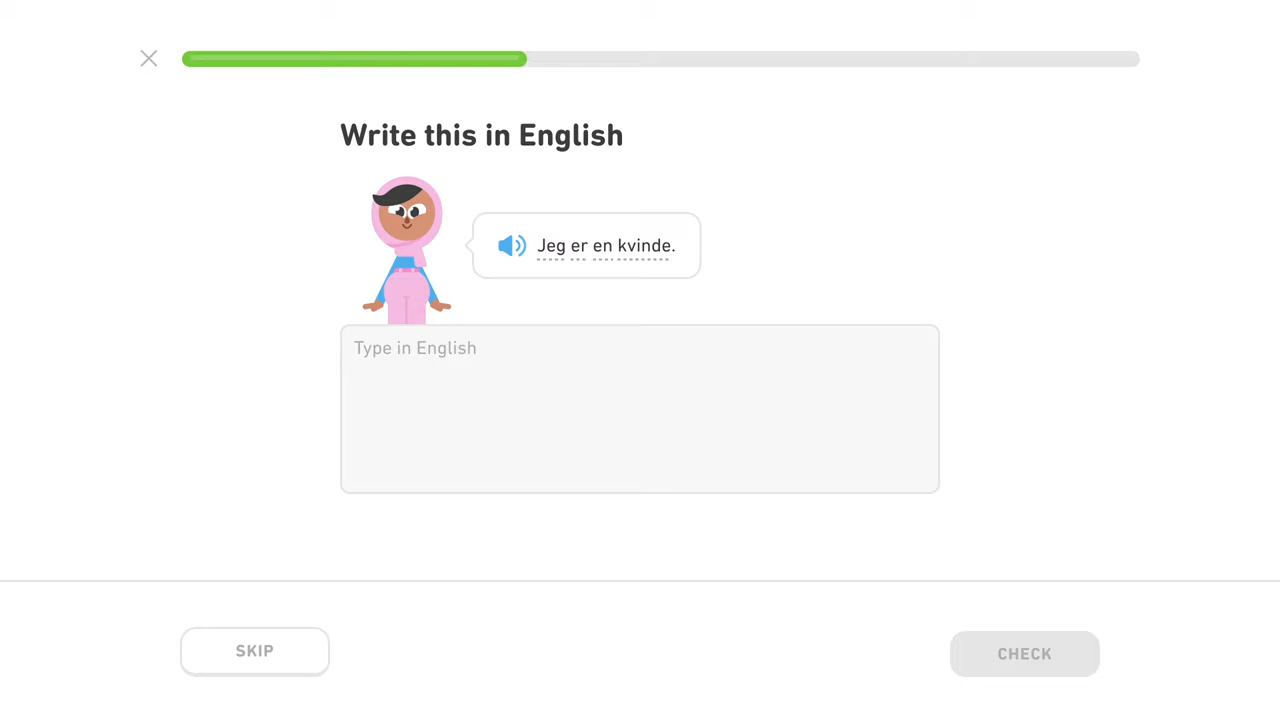 Write this in English
Jeg er en kvinde.
Type in English
SKIP
CHECK